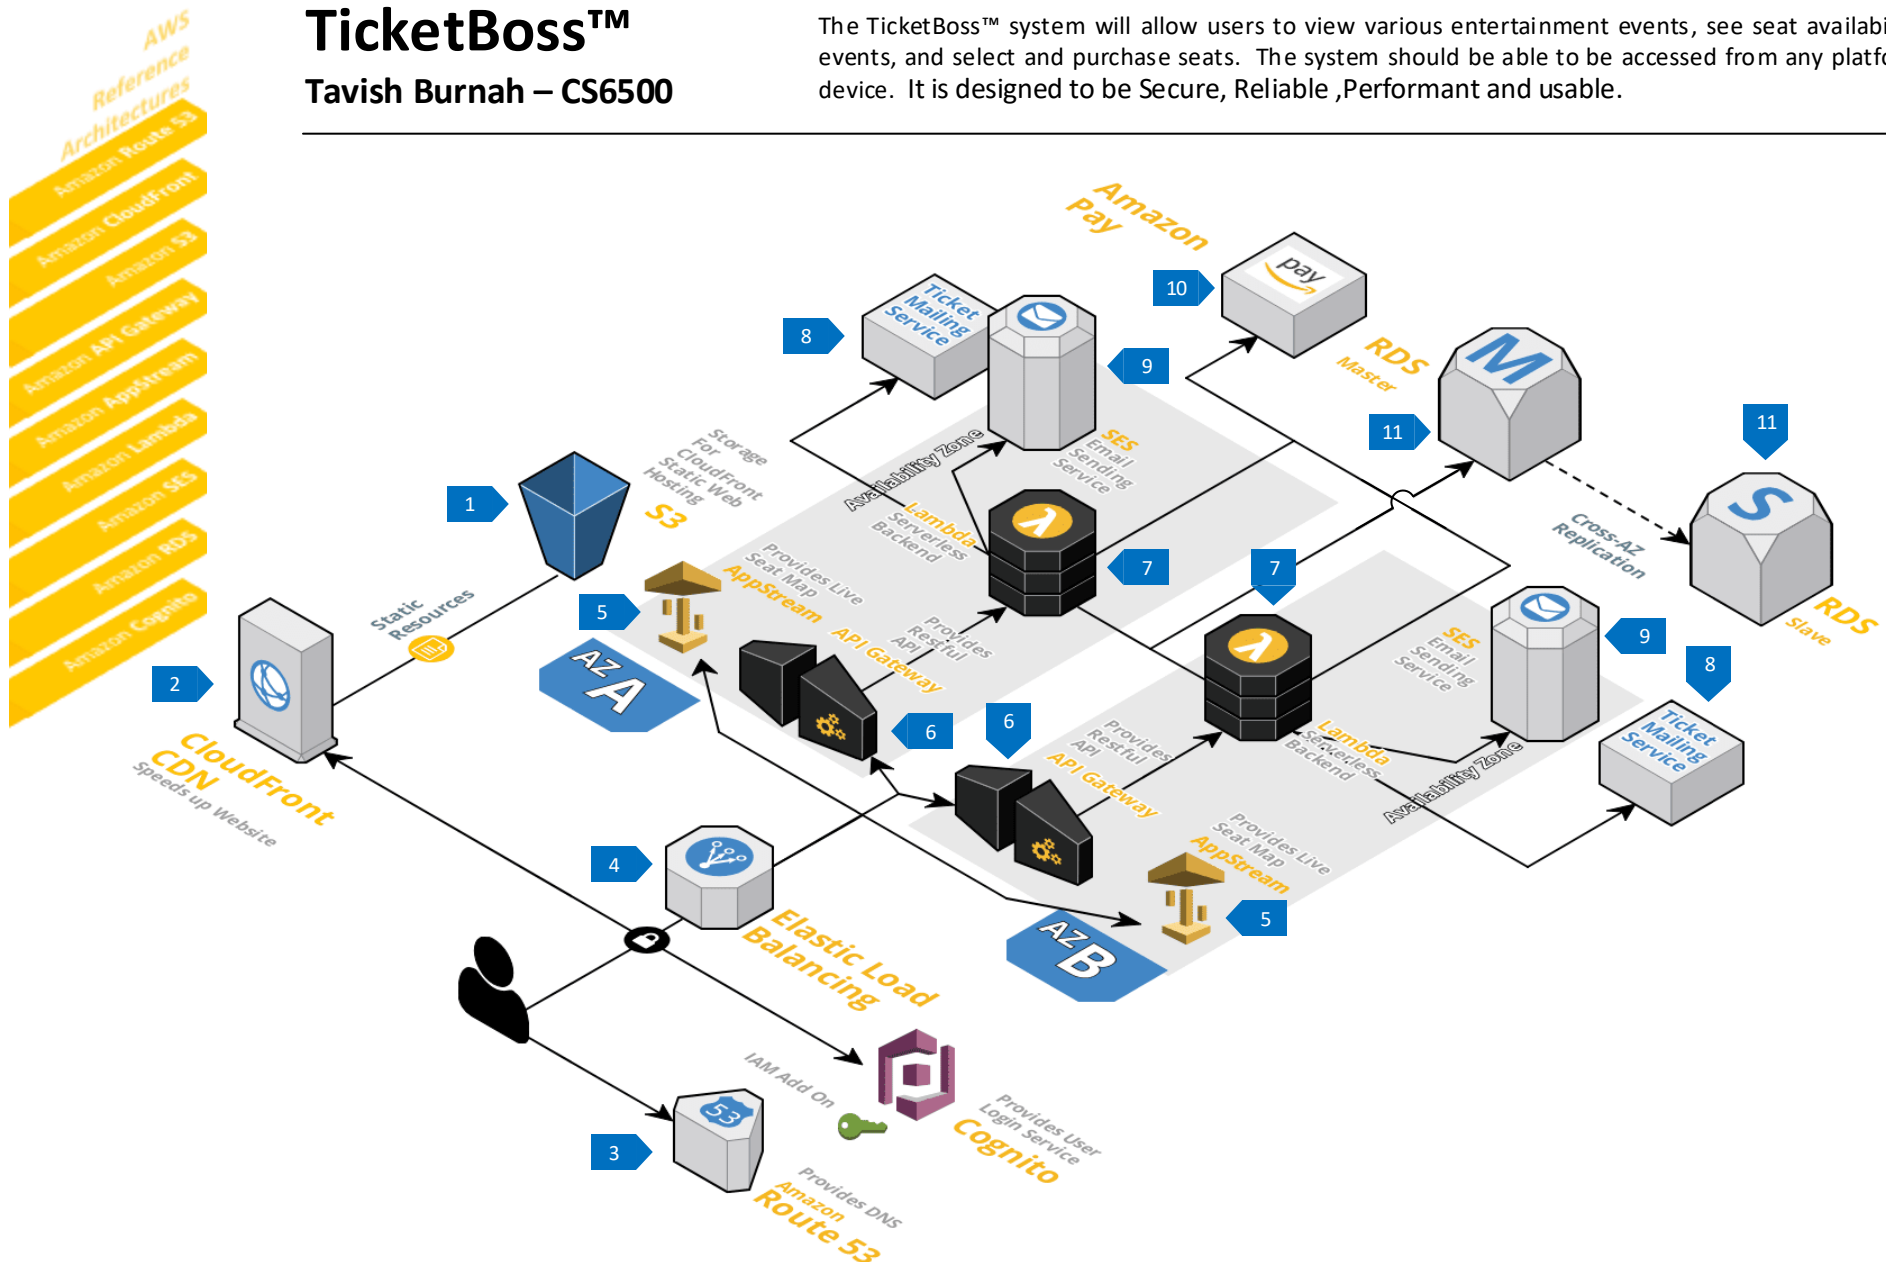 AWS
Reference
Architectures
Amazon Route 53
Amazon CloudFront
Amazon S3
Amazon API Gateway
Amazon AppStream
Amazon Lambda
Amazon SES
Amazon RDS
Amazon Cognito
TicketBoss™
Tavish Burnah – CS6500
The TicketBoss™ system will allow users to view various entertainment events, see seat
events, and select and purchase seats. The system should be able to be accessed from any
device. It is designed to be Secure, Reliable ,Performant and usable.
Amazon
Pay
pay
10
Ticket
Mailing
Service
8
9
RDS
Master
M
11
11
S
RDS
Slave
Cross-AZ
Replication
Storage
For
CloudFront
Static Web
Hosting
S3
1
Availability Zone
SES
Email
Sending
Service
Lambda
Serverless
Backend
7
7
Provides Live
Seat Map
AppStream
5
API Gateway
Provides
Restful
API
AZ A
6
6
Static
Resources
2
CloudFront
CDN
Speeds up Website
SES
Email
Sending
Service
9
8
Ticket
Mailing
Service
Lambda
Serverless
Backend
Availability Zone
Provides
Restful
API
API Gateway
Provides Live
Seat Map
AppStream
5
AZ B
4
Elastic Load
Balancing
IAM Add On
Provides User
Login Service
Cognito
53
3
Provides DNS
Amazon
Route 53